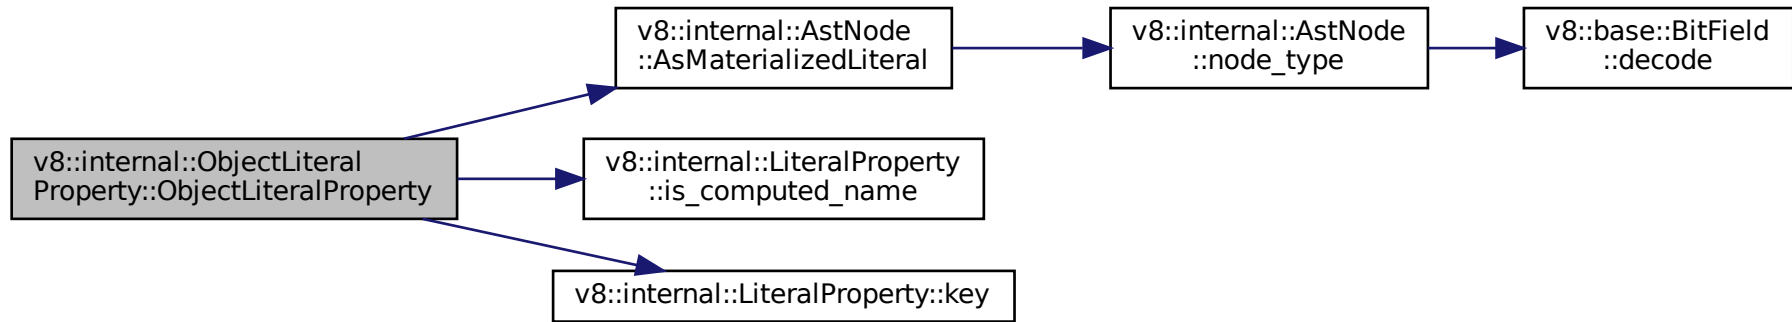 v8::internal::AstNode
::AsMaterializedLiteral
v8::internal::AstNode
::node_type
v8::base::BitField
::decode
v8::internal::ObjectLiteral
Property::ObjectLiteralProperty
v8::internal::LiteralProperty
::is_computed_name
v8::internal::LiteralProperty::key